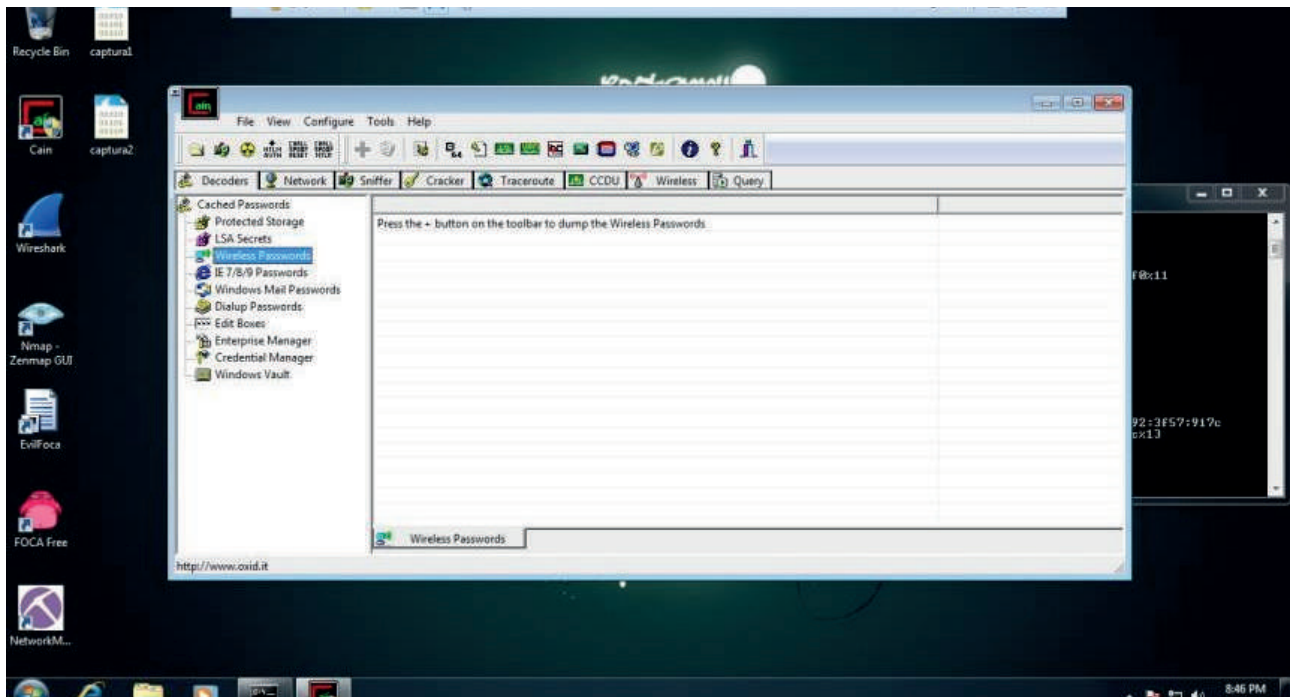 Recycle Bin
captura1
Cain
captura2
Wireshark
Nmap -
Zenmap GUI
EvilFoca
FOCA Free
NetworkM...
ain
File View Configure Tools Help
Decoders Network Sniffer Cracker Traceroute CCDU Wireless Query
Cached Passwords
Protected Storage
LSA Secrets
Wireless Passwords
IE 7/8/9 Passwords
Windows Mail Passwords
Dialup Passwords
Edit Boxes
Enterprise Manager
Credential Manager
Windows Vault
Press the + button on the toolbar to dump the Wireless Passwords
Wireless Passwords
http://www.oxid.it
f0%11
92:3f57:917c
c%13
8:46 PM